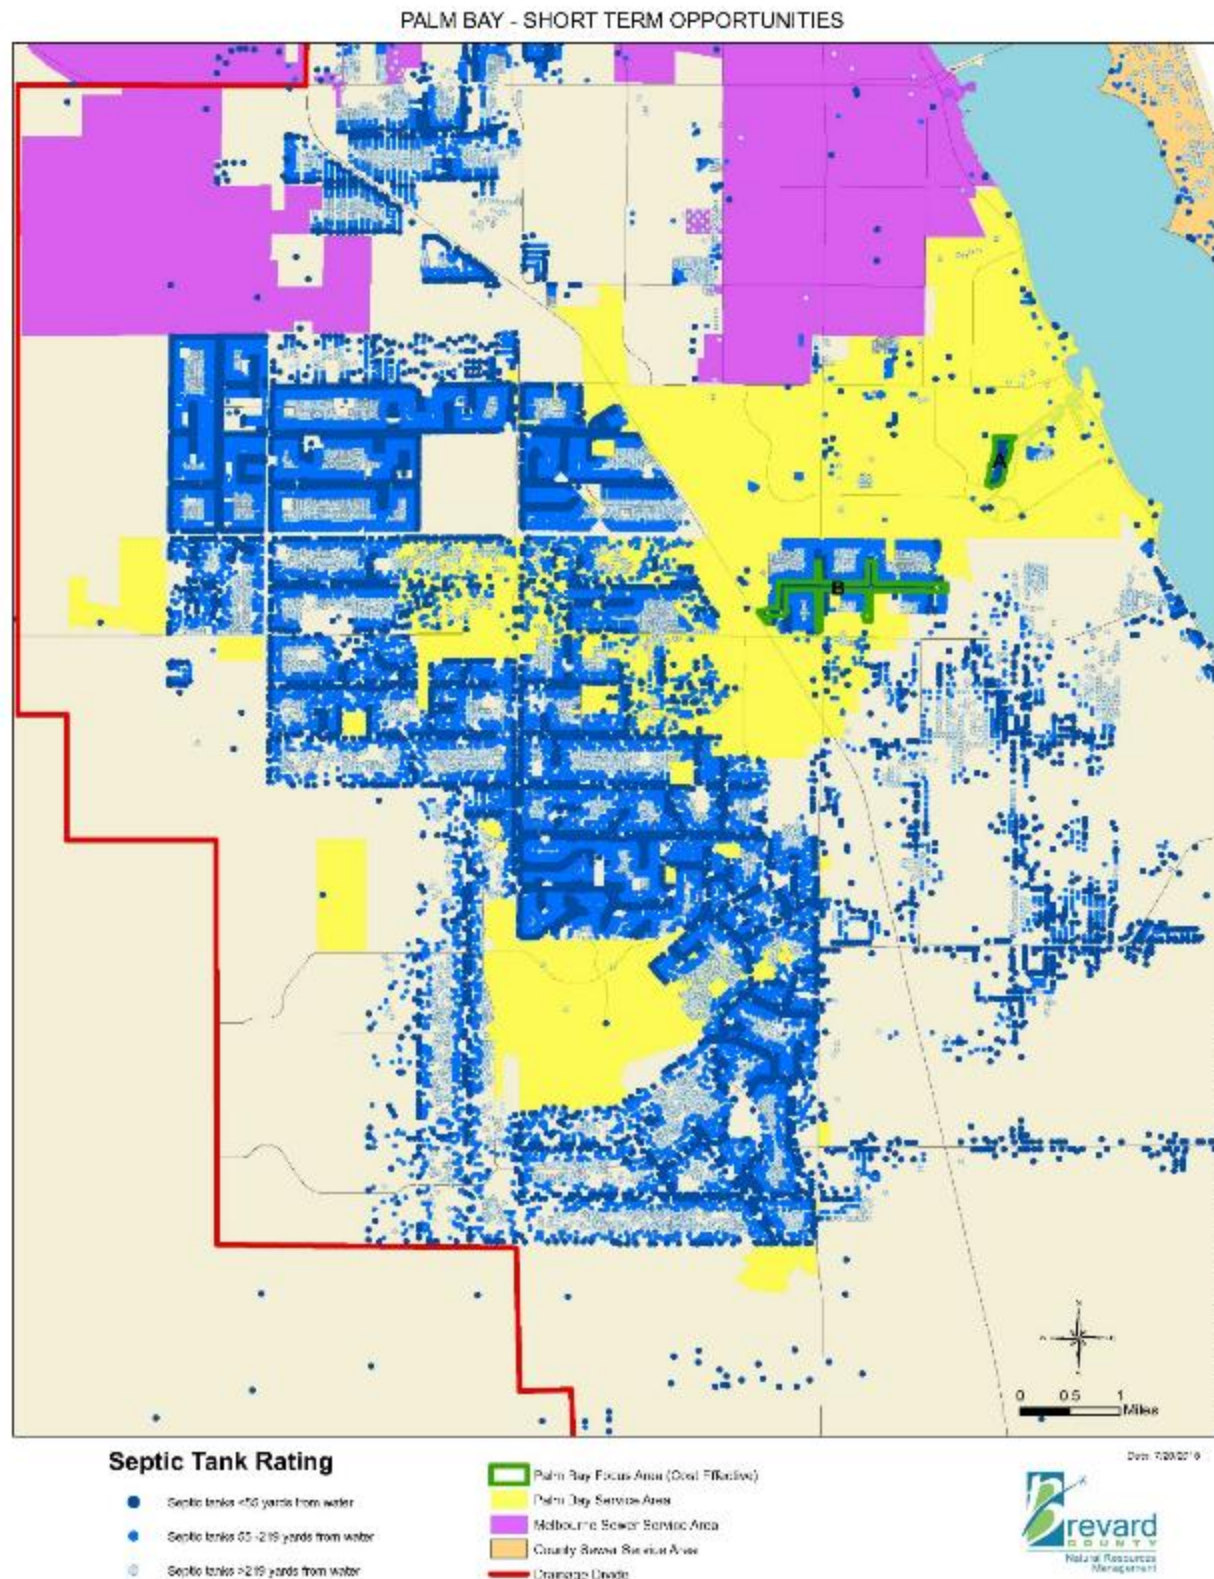 PALM BAY - SHORT TERM OPPORTUNITIES
A
B
0 0.5 1
Miles
Septic Tank Rating
Septic tanks <55 yards from water
Septic tanks 55 -219 yards from water
Septic tanks >219 yards from water
Palm Bay Focus Area (Cost Effective)
Palm Bay Service Area
Melbourne Sewer Service Area
County Sewer Service Area
Drainage Divide
Brevard
COUNTY
Natural Resources
Management